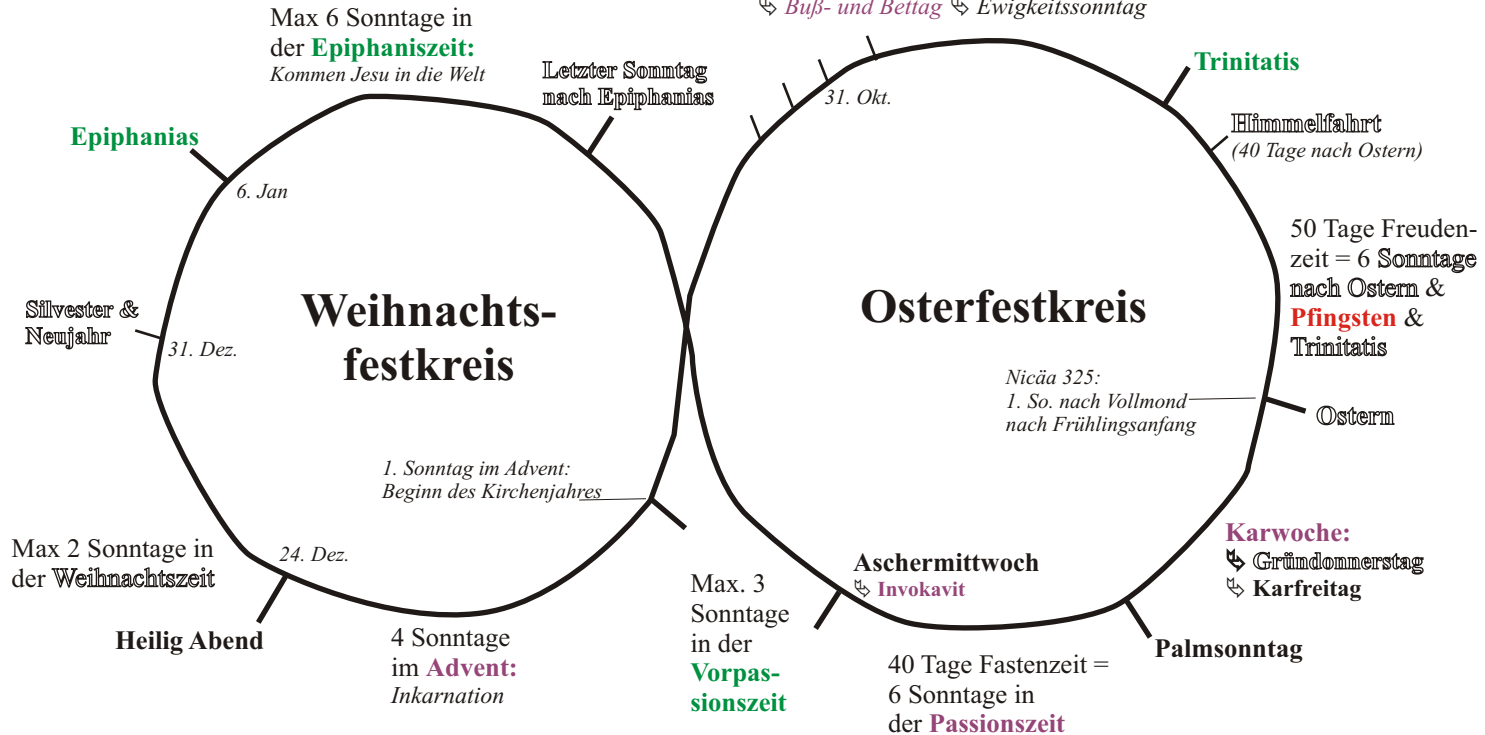 ↳ Buß- und Bettag ↳ Ewigkeitssonntag
Max 6 Sonntage in
der Epiphaniszeit:
Kommen Jesu in die Welt
Letzter Sonntag
nach Epiphanias
Epiphanias
6. Jan
Silvester &
Neujahr
31. Dez.
Weihnachts-
festkreis
1. Sonntag im Advent:
Beginn des Kirchenjahres
Max 2 Sonntage in
der Weihnachtszeit
24. Dez.
Heilig Abend
4 Sonntage
im Advent:
Inkarnation
31. Okt.
Trinitatis
Himmelfahrt
(40 Tage nach Ostern)
50 Tage Freuden-
zeit = 6 Sonntage
nach Ostern &
Pfingsten &
Trinitatis
Osterfestkreis
Nicäa 325:
1. So. nach Vollmond
nach Frühlingsanfang
Ostern
Karwoche:
↳ Gründonnerstag
↳ Karfreitag
Palmsonntag
Aschermittwoch
↳ Invokavit
Max. 3
Sonntage
in der
Vorpas-
sionszeit
40 Tage Fastenzeit =
6 Sonntage in
der Passionszeit